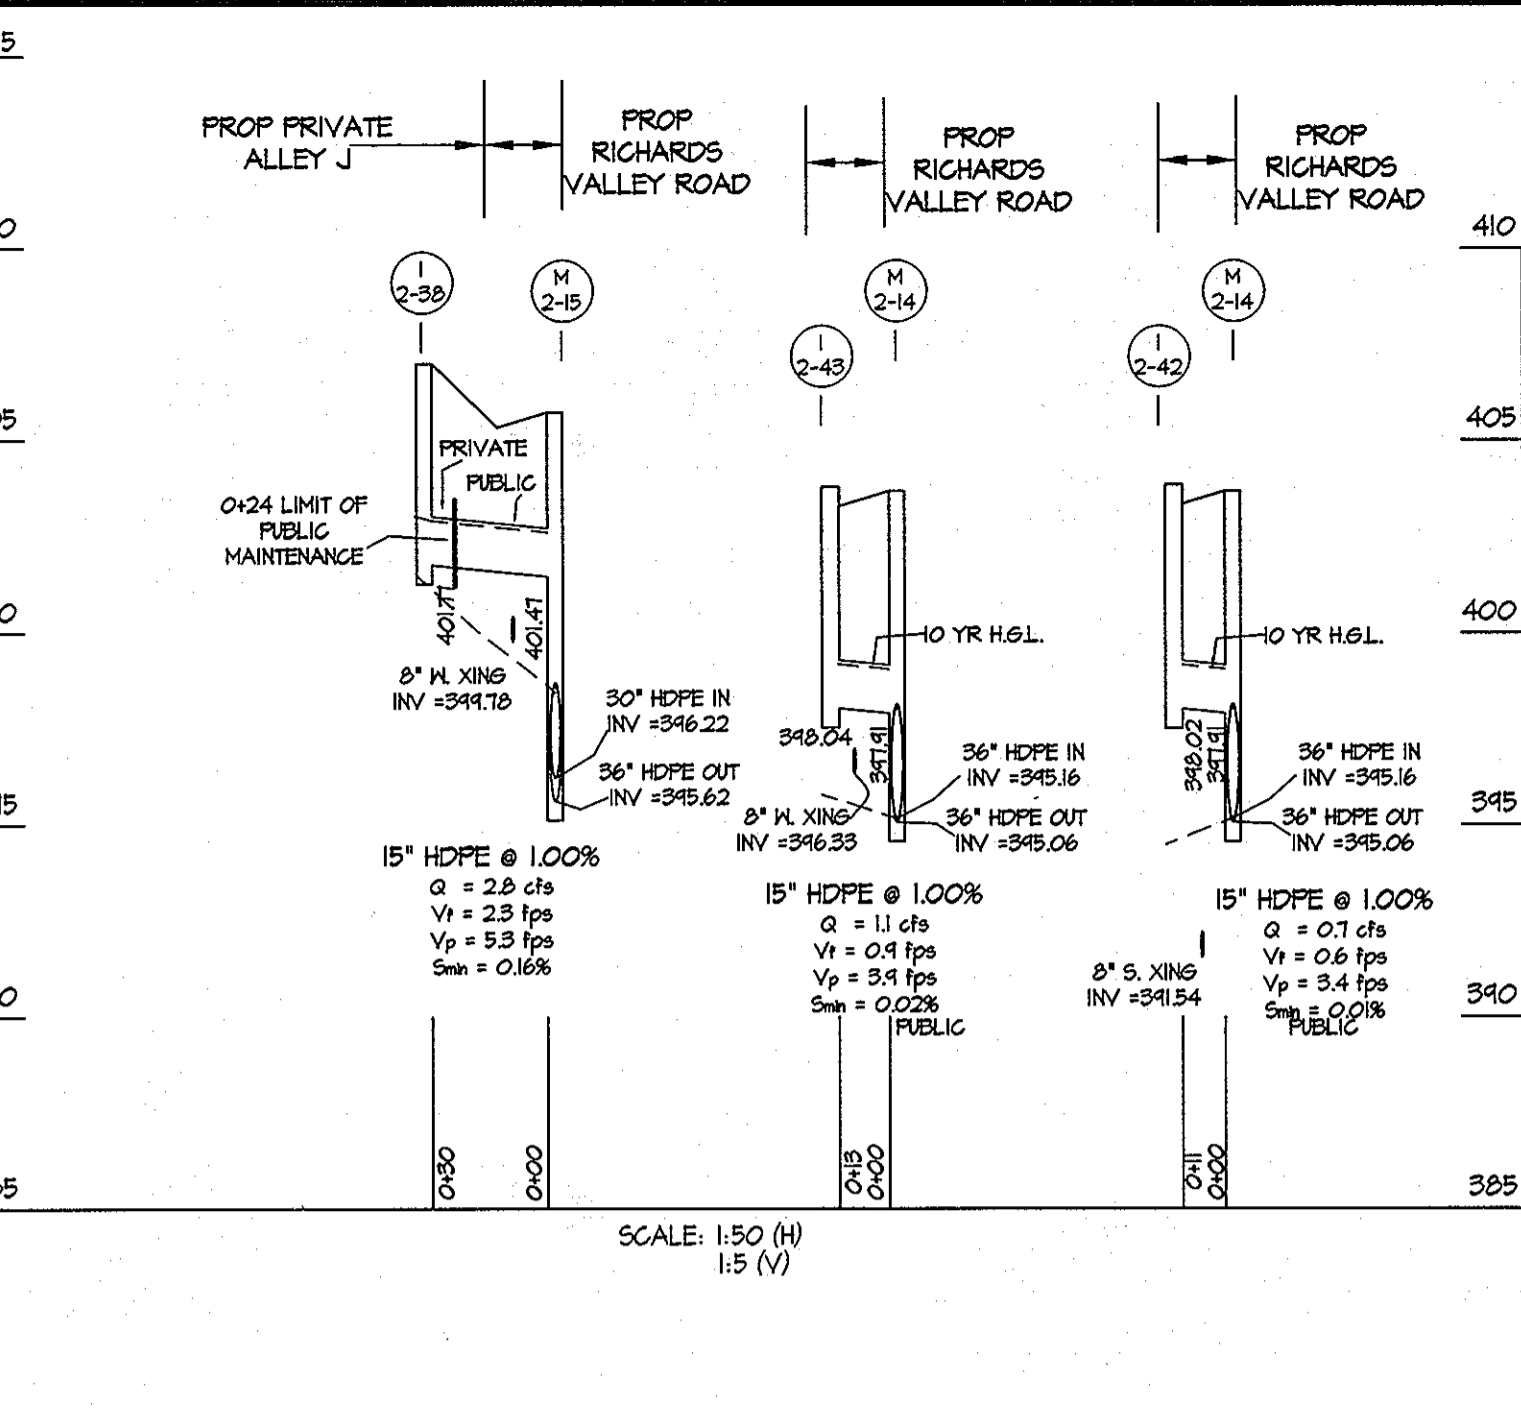 5
PROP PRIVATE
ALLEY J
PROP
RICHARDS
VALLEY ROAD
PROP
RICHARDS
VALLEY ROAD
PROP
RICHARDS
VALLEY ROAD
0
410
I
2-38
M
2-15
I
2-43
M
2-14
I
2-42
M
2-14
05
405
PRIVATE
PUBLIC
0+24 LIMIT OF
PUBLIC
MAINTENANCE
401.77
401.47
0
400
10 YR H.G.L.
10 YR H.G.L.
8" W. XING
INV =399.78
30" HDPE IN
INV =396.22
36" HDPE OUT
INV =395.62
398.04
397.91
36" HDPE IN
INV =395.16
8" W. XING
INV =396.33
36" HDPE OUT
INV =395.06
398.02
397.91
36" HDPE IN
INV =395.16
36" HDPE OUT
INV =395.06
395
15" HDPE @ 1.00%
Q = 2.8 cfs
Vf = 2.3 fps
Vp = 5.3 fps
Smin = 0.16%
15" HDPE @ 1.00%
Q = 1.1 cfs
Vf = 0.9 fps
Vp = 3.9 fps
Smin = 0.02%
PUBLIC
8" S. XING
INV =391.54
15" HDPE @ 1.00%
Q = 0.7 cfs
Vf = 0.6 fps
Vp = 3.4 fps
Smin = 0.01%
PUBLIC
0
390
0+30
0+00
0+13
0+00
0+11
0+00
385
SCALE: 1:50 (H)
1:5 (V)